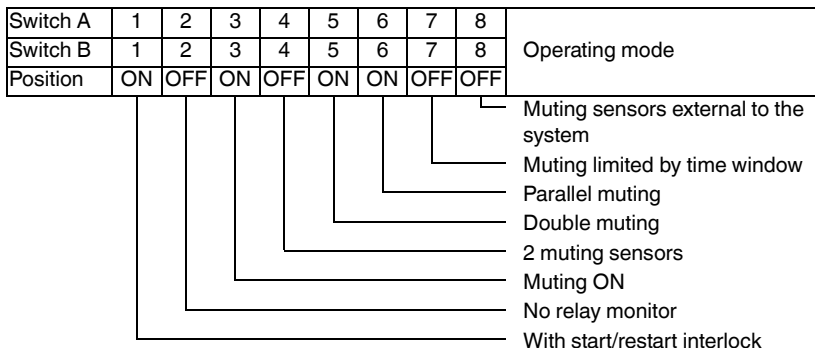 Switch A 1 2 3 4 5 6 7 8
Switch B 1 2 3 4 5 6 7 8 Operating mode
Position ON OFF ON OFF ON ON OFF OFF
Muting sensors external to the
system
Muting limited by time window
Parallel muting
Double muting
2 muting sensors
Muting ON
No relay monitor
With start/restart interlock